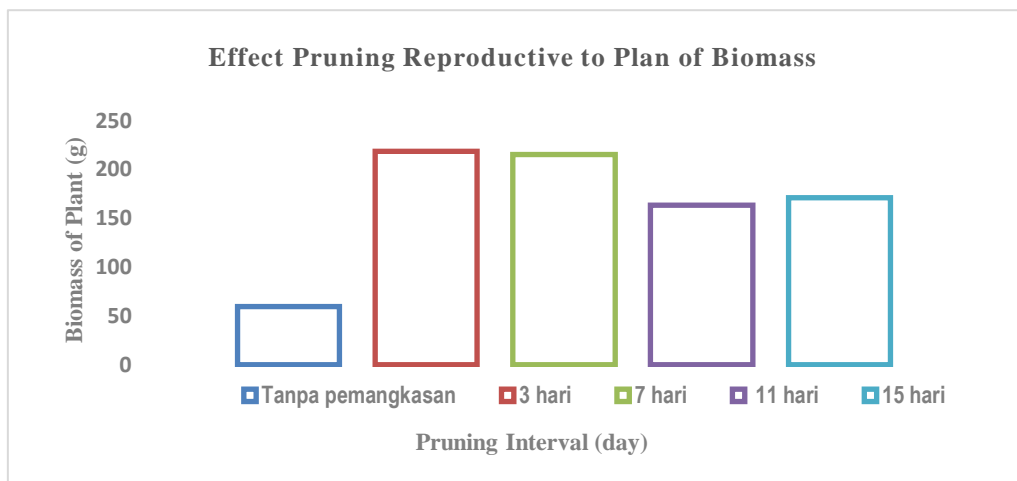 Effect Pruning Reproductive to Plan of Biomass
Biomass of Plant (g)
250
200
150
100
50
0
Tanpa pemangkasan 3 hari 7 hari 11 hari 15 hari
Pruning Interval (day)